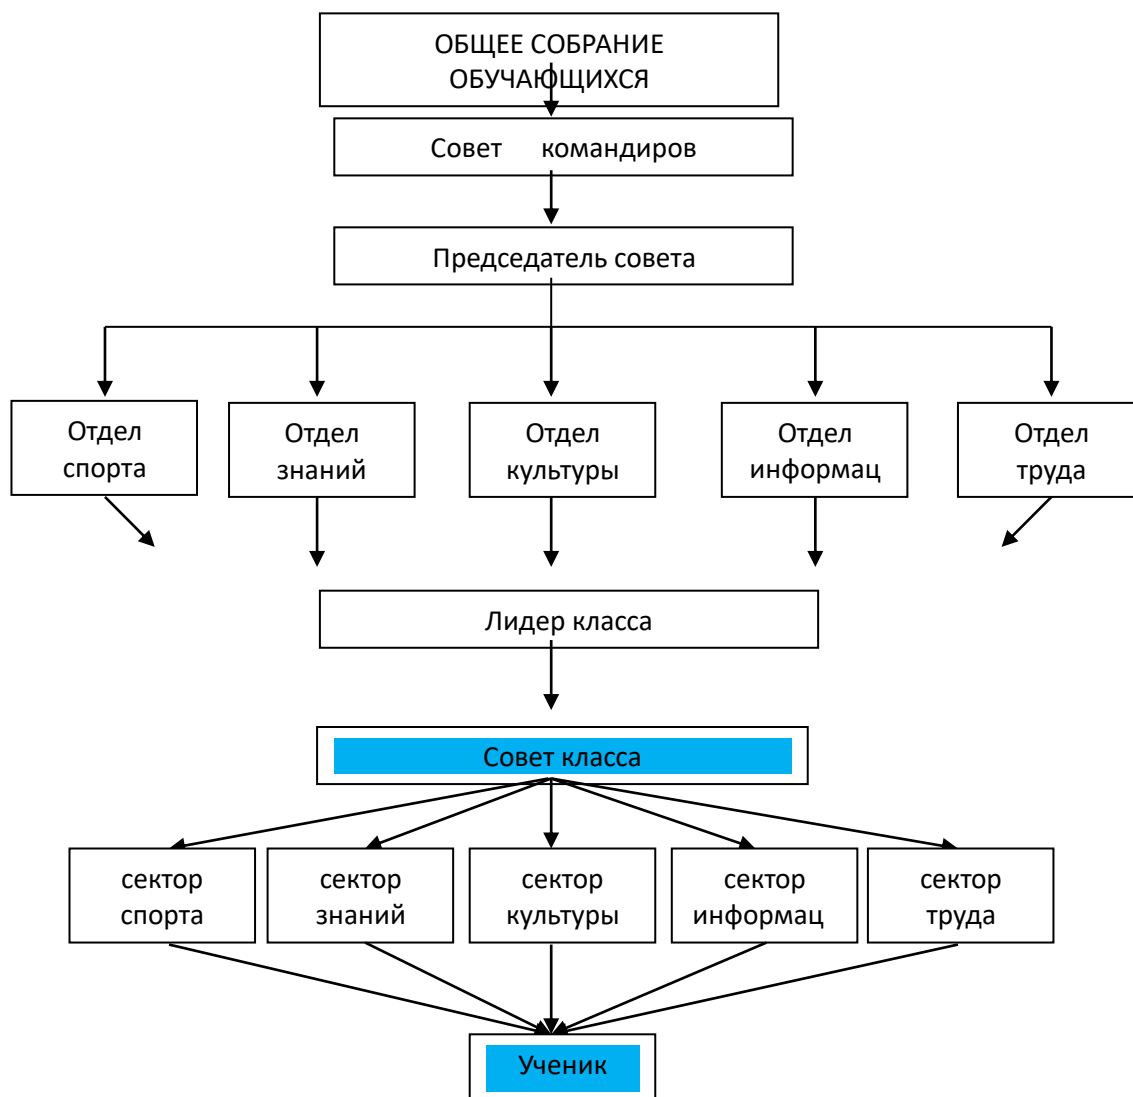 ОБЩЕЕ СОБРАНИЕ
ОБУЧАЮЩИХСЯ
Совет командиров
Председатель совета
Отдел
спорта
Отдел
знаний
Отдел
культуры
Отдел
информац
Отдел
труда
Лидер класса
Совет класса
сектор
спорта
сектор
знаний
сектор
культуры
сектор
информац
сектор
труда
Ученик